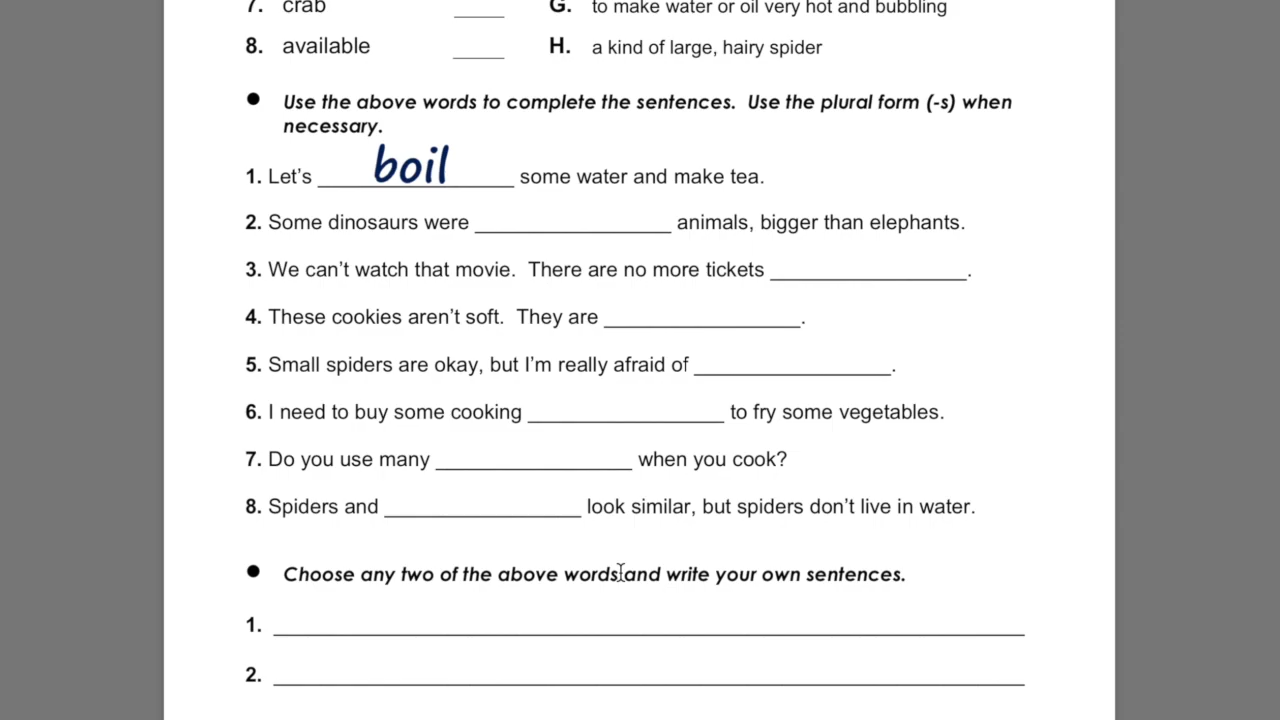 7. crab _____ G. to make water or oil very hot and bubbling
8. available _____ H. a kind of large, hairy spider
● Use the above words to complete the sentences. Use the plural form (-s) when
necessary.
1. Let's boil some water and make tea.
2. Some dinosaurs were _________________ animals, bigger than elephants.
3. We can't watch that movie. There are no more tickets _________________.
4. These cookies aren't soft. They are _________________.
5. Small spiders are okay, but I'm really afraid of _________________.
6. I need to buy some cooking _________________ to fry some vegetables.
7. Do you use many _________________ when you cook?
8. Spiders and _________________ look similar, but spiders don't live in water.
● Choose any two of the above words and write your own sentences.
1. _________________
2. _________________